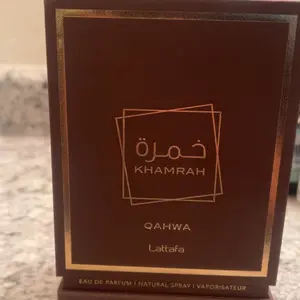 خمرة
KHAMRAH
QAHWA
Lattafa
EAU DE PARFUM | NATURAL SPRAY | VAPORISATEUR